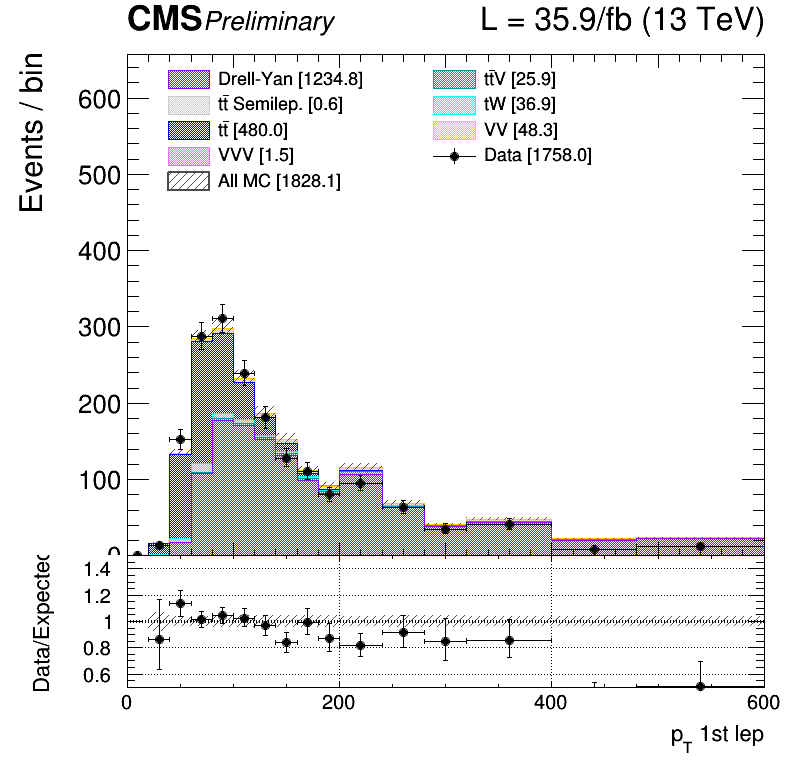 CMS Preliminary L = 35.9/fb (13 TeV)
Events / bin
600
500
400
300
200
100
0
Drell-Yan [1234.8]
tt̄ Semilep. [0.6]
tt̄ [480.0]
VVV [1.5]
All MC [1828.1]
tt̄V [25.9]
tW [36.9]
VV [48.3]
Data [1758.0]
Data/Expected
1.4
1.2
1
0.8
0.6
0 200 400 600
p_T 1st lep